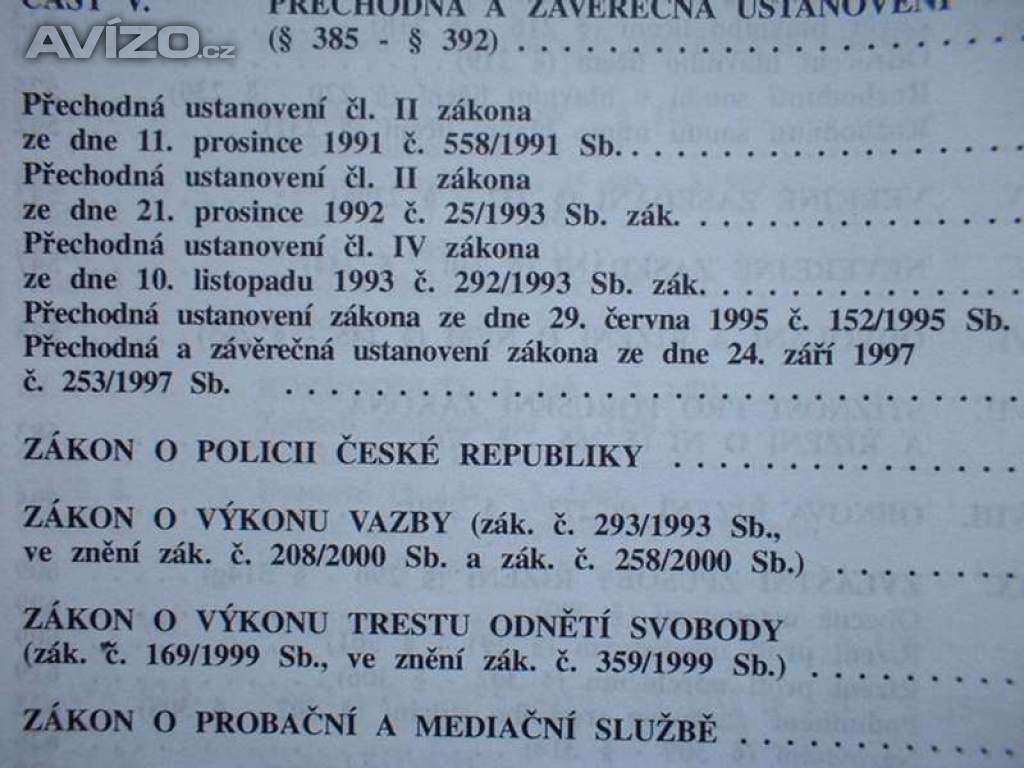 AVÍZO.cz
ČÁST V. PŘECHODNÁ A ZÁVĚREČNÁ USTANOVENÍ
(§ 385 - § 392) . . . . . . . . . . . . . . . . . . . .
Přechodná ustanovení čl. II zákona
ze dne 11. prosince 1991 č. 558/1991 Sb. . . . . . . . . . . . . . . . . .
Přechodná ustanovení čl. II zákona
ze dne 21. prosince 1992 č. 25/1993 Sb. zák. . . . . . . . . . . . . . .
Přechodná ustanovení čl. IV zákona
ze dne 10. listopadu 1993 č. 292/1993 Sb. zák. . . . . . . . . . . . . .
Přechodná ustanovení zákona ze dne 29. června 1995 č. 152/1995 Sb.
Přechodná a závěrečná ustanovení zákona ze dne 24. září 1997
č. 253/1997 Sb. . . . . . . . . . . . . . . . . . . . . . . . . . . . . . .
ZÁKON O POLICII ČESKÉ REPUBLIKY . . . . . . . . . . . . . .
ZÁKON O VÝKONU VAZBY (zák. č. 293/1993 Sb.,
ve znění zák. č. 208/2000 Sb. a zák. č. 258/2000 Sb.) . . . . . . . .
ZÁKON O VÝKONU TRESTU ODNĚTÍ SVOBODY
(zák. č. 169/1999 Sb., ve znění zák. č. 359/1999 Sb.) . . . . . . . . .
ZÁKON O PROBAČNÍ A MEDIAČNÍ SLUŽBĚ . . . . . . . . . . . .